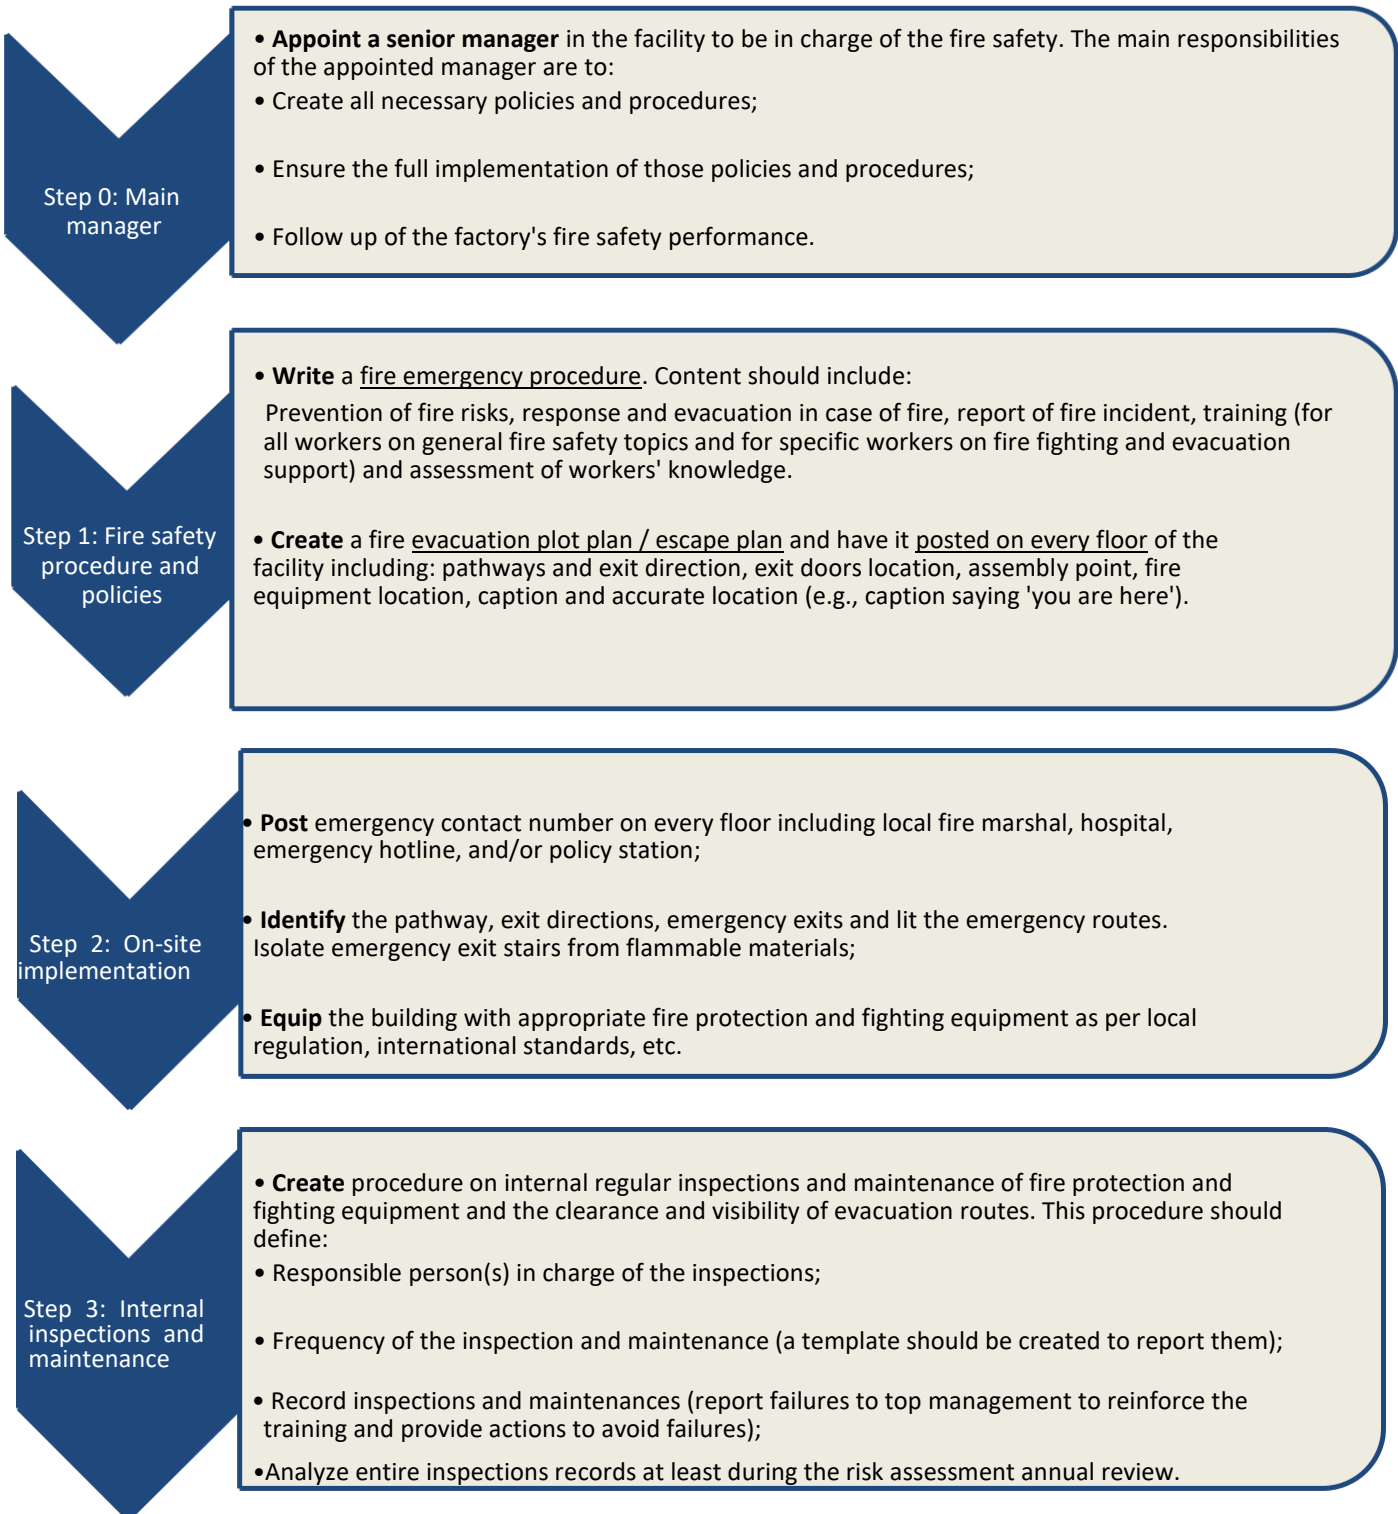 Step 0: Main
manager
• Appoint a senior manager in the facility to be in charge of the fire safety. The main responsibilities
of the appointed manager are to:
• Create all necessary policies and procedures;
• Ensure the full implementation of those policies and procedures;
• Follow up of the factory's fire safety performance.
Step 1: Fire safety
procedure and
policies
• Write a fire emergency procedure. Content should include:
Prevention of fire risks, response and evacuation in case of fire, report of fire incident, training (for
all workers on general fire safety topics and for specific workers on fire fighting and evacuation
support) and assessment of workers' knowledge.
• Create a fire evacuation plot plan / escape plan and have it posted on every floor of the
facility including: pathways and exit direction, exit doors location, assembly point, fire
equipment location, caption and accurate location (e.g., caption saying 'you are here').
Step 2: On-site
implementation
• Post emergency contact number on every floor including local fire marshal, hospital,
emergency hotline, and/or policy station;
• Identify the pathway, exit directions, emergency exits and lit the emergency routes.
Isolate emergency exit stairs from flammable materials;
• Equip the building with appropriate fire protection and fighting equipment as per local
regulation, international standards, etc.
Step 3: Internal
inspections and
maintenance
• Create procedure on internal regular inspections and maintenance of fire protection and
fighting equipment and the clearance and visibility of evacuation routes. This procedure should
define:
• Responsible person(s) in charge of the inspections;
• Frequency of the inspection and maintenance (a template should be created to report them);
• Record inspections and maintenances (report failures to top management to reinforce the
training and provide actions to avoid failures);
•Analyze entire inspections records at least during the risk assessment annual review.